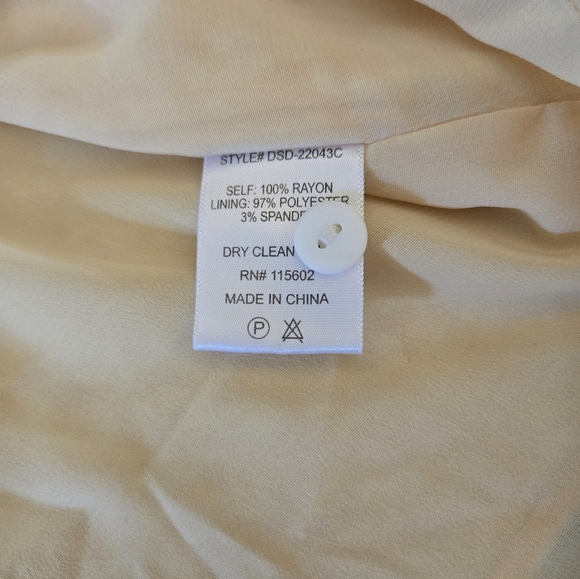 STYLE# DSD-22043C
SELF: 100% RAYON
LINING: 97% POLYESTER
3% SPANDE
DRY CLEAN
RN# 115602
MADE IN CHINA
P